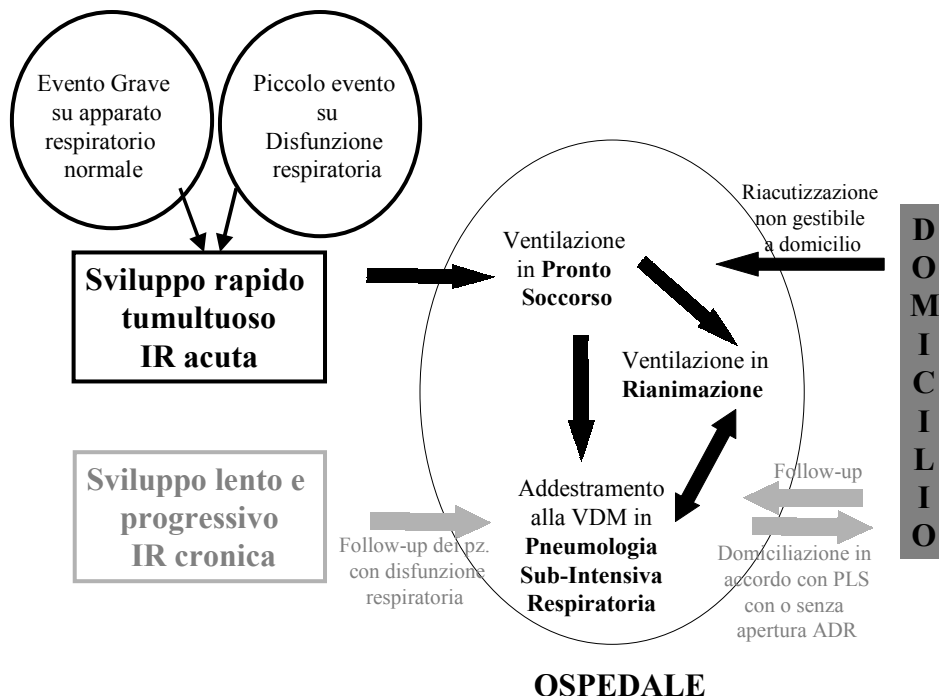 Evento Grave
su apparato
respiratorio
normale
Piccolo evento
su
Disfunzione
respiratoria
Sviluppo rapido
tumultuoso
IR acuta
Ventilazione
in Pronto
Soccorso
Riacutizzazione
non gestibile
a domicilio
Ventilazione in
Rianimazione
DOMICILIO
Sviluppo lento e
progressivo
IR cronica
Follow-up dei pz.
con disfunzione
respiratoria
Addestramento
alla VDM in
Pneumologia
Sub-Intensiva
Respiratoria
Follow-up
Domiciliazione in
accordo con PLS
con o senza
apertura ADR
OSPEDALE